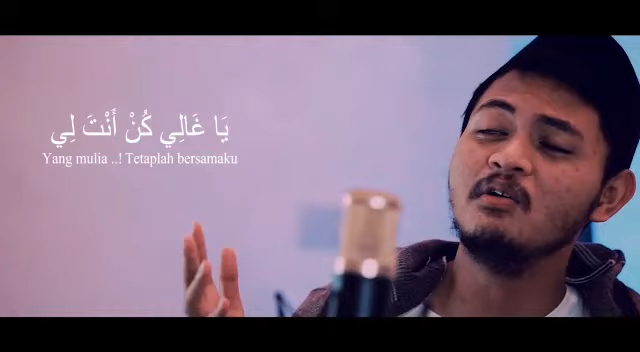 يَا غَالِي كُنْ أَنْتَ لِي
Yang mulia ..! Tetaplah bersamaku